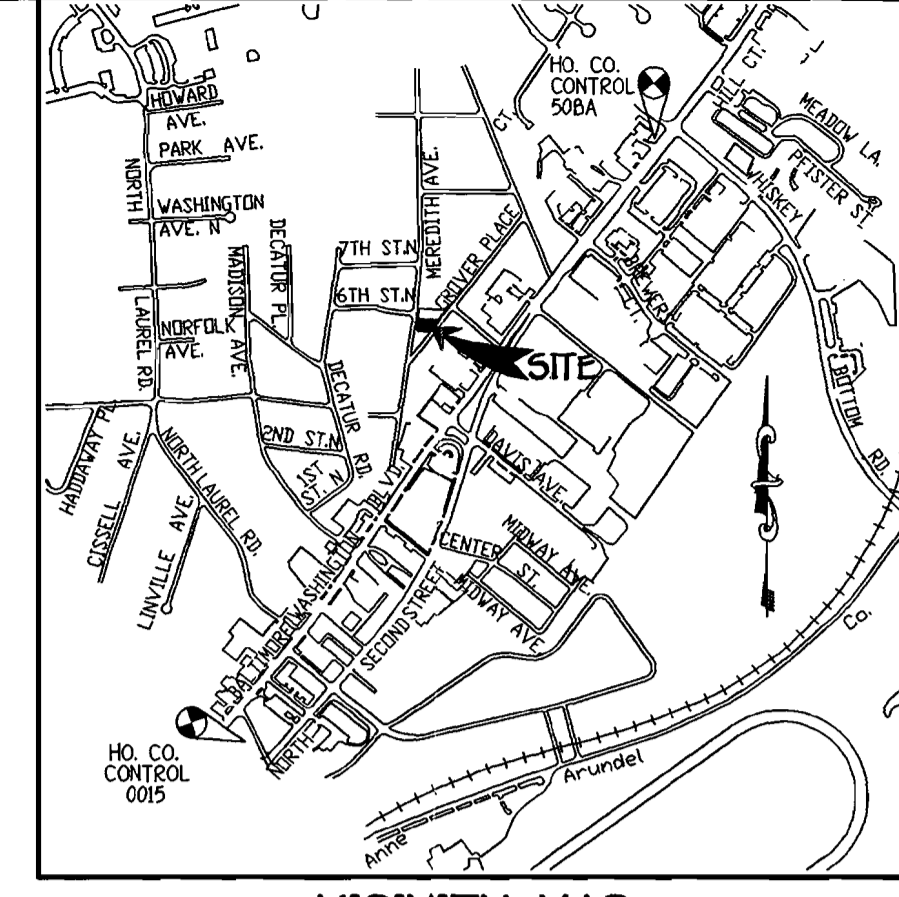 HOWARD
AVE.
PARK AVE.
NORTH
WASHINGTON
AVE. N
LAUREL RD.
NORFOLK
AVE.
MADISON AVE.
DECATUR PL.
7TH ST.N
6TH ST.N
MEREDITH AVE.
GROVER PLACE
CT.
HO. CO.
CONTROL
50BA
HILL
CT.
MEADOW LA.
PFISTER ST.
WHISKEY
BOTTOM
RD.
BREWER
CT.
SITE
DECATUR
RD.
2ND ST.N
1ST
ST. N
HADDAWAY PL
CISSELL AVE.
NORTH LAUREL RD.
LINVILLE AVE.
BALTIMORE/WASHINGTON BLVD.
DAVIS AVE.
CENTER
ST.
MIDWAY AVE.
MIDWAY AVE
SECOND STREET
NORTH
HO. CO.
CONTROL
0015
Anne
Arundel
Co.
VICINITY MAP